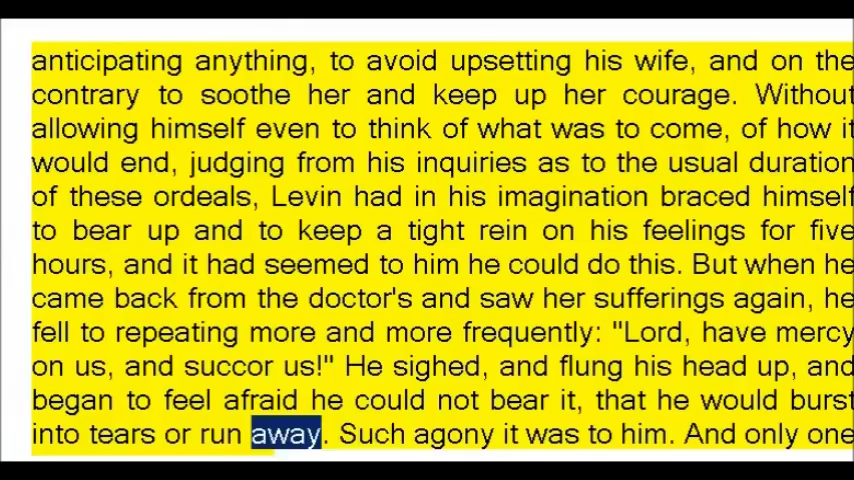 anticipating anything, to avoid upsetting his wife, and on the
contrary to soothe her and keep up her courage. Without
allowing himself even to think of what was to come, of how it
would end, judging from his inquiries as to the usual duration
of these ordeals, Levin had in his imagination braced himself
to bear up and to keep a tight rein on his feelings for five
hours, and it had seemed to him he could do this. But when he
came back from the doctor's and saw her sufferings again, he
fell to repeating more and more frequently: "Lord, have mercy
on us, and succor us!" He sighed, and flung his head up, and
began to feel afraid he could not bear it, that he would burst
into tears or run away. Such agony it was to him. And only one